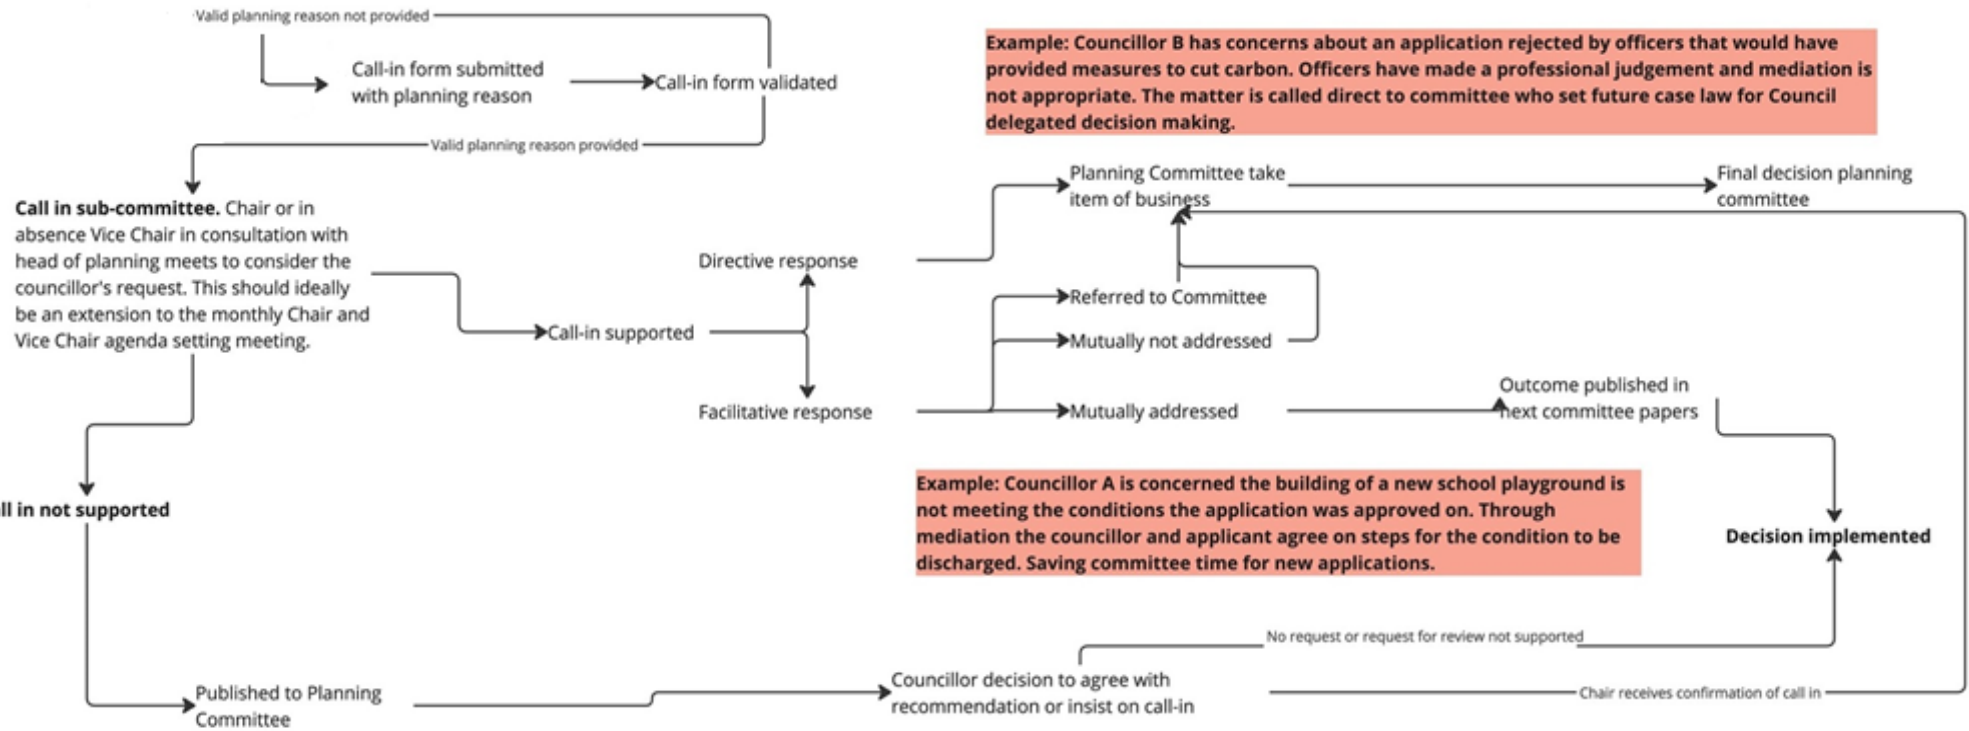 Valid planning reason not provided
Call-in form submitted
with planning reason
Call-in form validated
Valid planning reason provided
Example: Councillor B has concerns about an application rejected by officers that would have
provided measures to cut carbon. Officers have made a professional judgement and mediation is
not appropriate. The matter is called direct to committee who set future case law for Council
delegated decision making.
Call in sub-committee. Chair or in
absence Vice Chair in consultation with
head of planning meets to consider the
councillor's request. This should ideally
be an extension to the monthly Chair and
Vice Chair agenda setting meeting.
Planning Committee take
item of business
Final decision planning
committee
Directive response
Referred to Committee
Call-in supported
Mutually not addressed
Facilitative response
Mutually addressed
Outcome published in
next committee papers
ll in not supported
Example: Councillor A is concerned the building of a new school playground is
not meeting the conditions the application was approved on. Through
mediation the councillor and applicant agree on steps for the condition to be
discharged. Saving committee time for new applications.
Decision implemented
No request or request for review not supported
Published to Planning
Committee
Councillor decision to agree with
recommendation or insist on call-in
Chair receives confirmation of call in